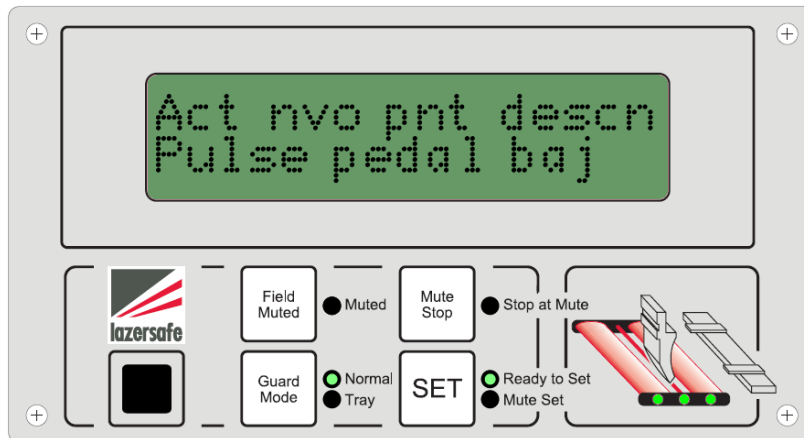 Act nvo pnt descn
Pulse pedal baj
lazersafe
Field
Muted
Muted
Mute
Stop
Stop at Mute
Guard
Mode
Normal
Tray
SET
Ready to Set
Mute Set